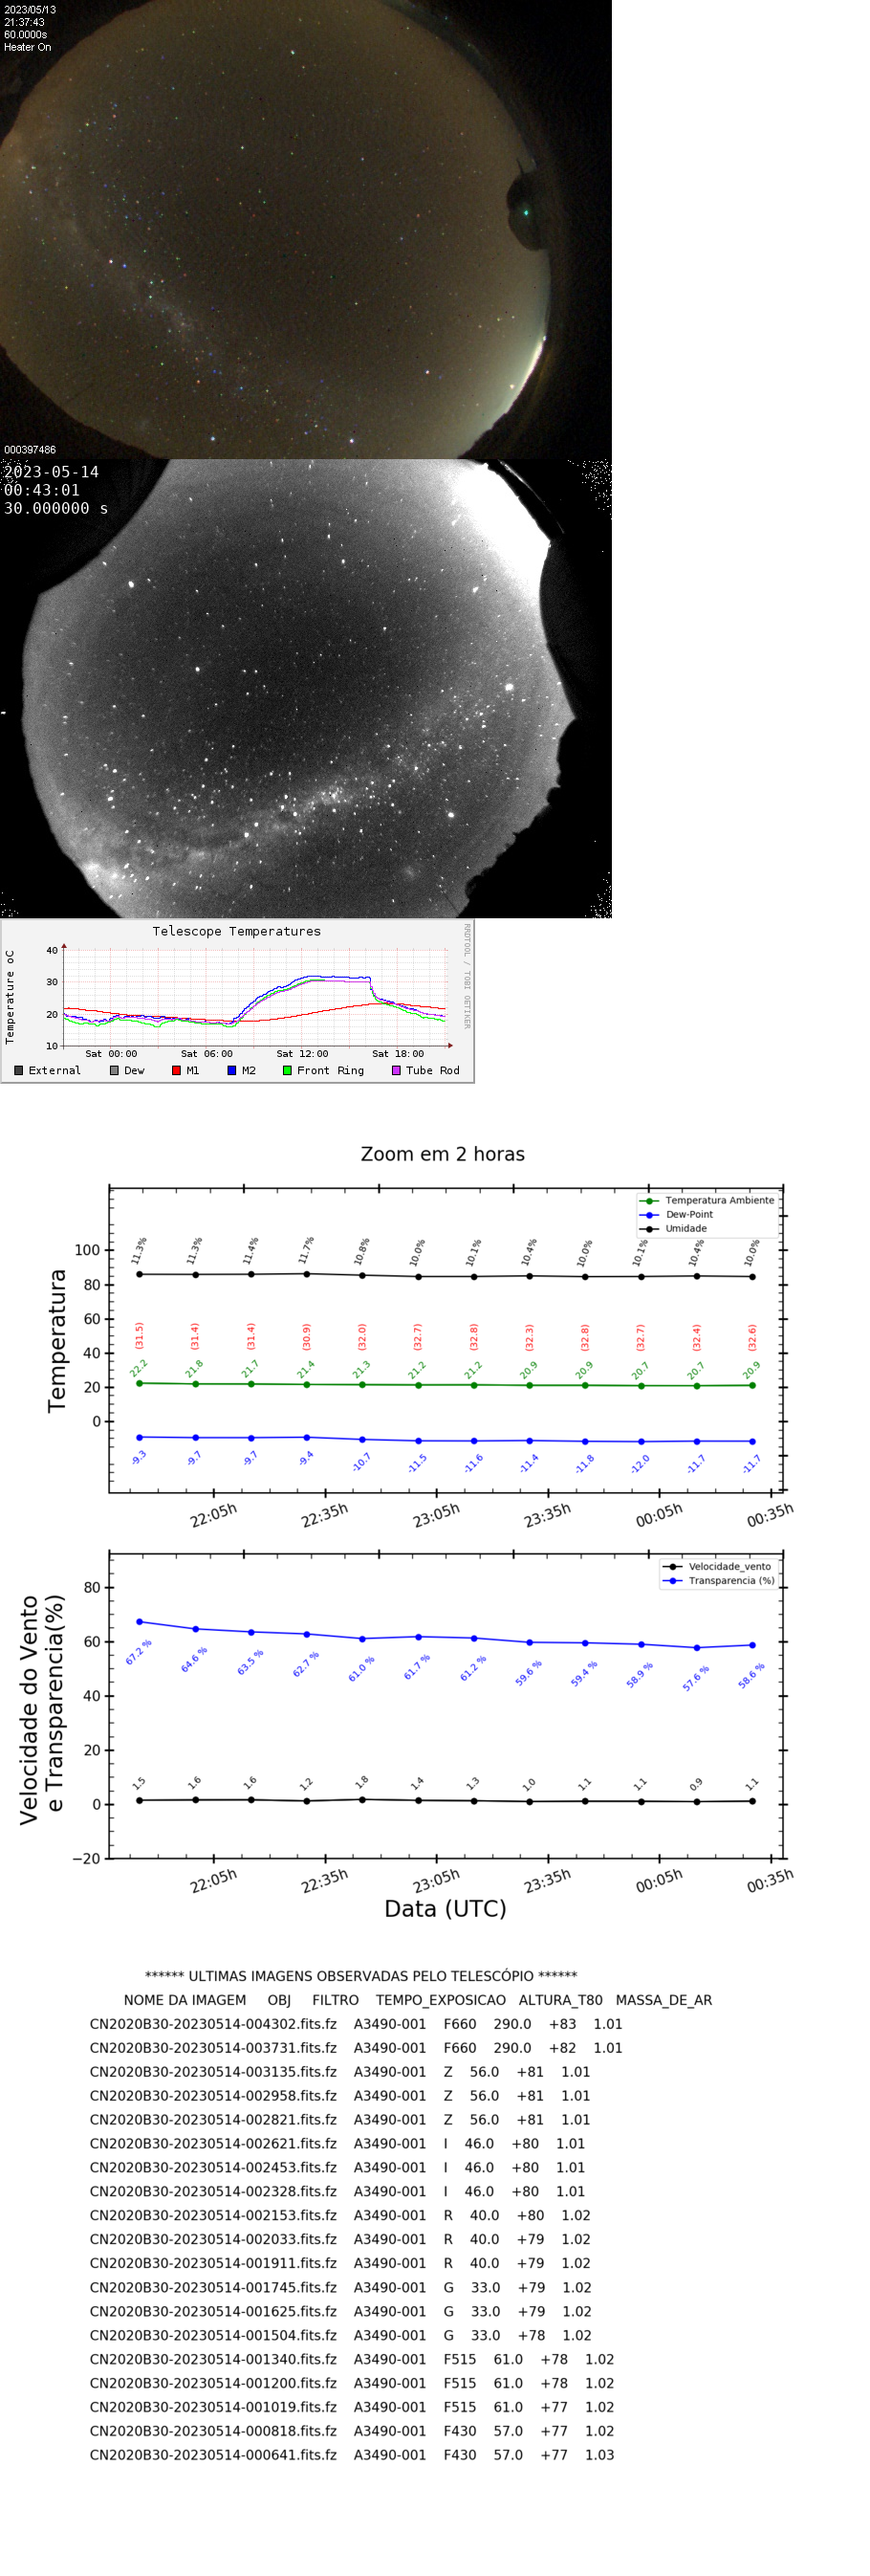 2023/05/13
21:37:43
60.0000s
Heater On
000397486
2023-05-14
00:43:01
30.000000 s
Telescope Temperatures
RRDTOOL / TOBI OETIKER
Temperature oC
40
30
20
10
Sat 00:00 Sat 06:00 Sat 12:00 Sat 18:00
External Dew M1 M2 Front Ring Tube Rod
Zoom em 2 horas
Temperatura Ambiente
Dew-Point
Umidade
Temperatura
100
80
60
40
20
0
11.3% 11.3% 11.4% 11.7% 10.8% 10.0% 10.1% 10.4% 10.0% 10.1% 10.4% 10.0%
(31.5) (31.4) (31.4) (30.9) (32.0) (32.7) (32.8) (32.3) (32.8) (32.7) (32.4) (32.6)
22.2 21.8 21.7 21.4 21.3 21.2 21.2 20.9 20.9 20.7 20.7 20.9
-9.3 -9.7 -9.7 -9.4 -10.7 -11.5 -11.6 -11.4 -11.8 -12.0 -11.7 -11.7
22:05h 22:35h 23:05h 23:35h 00:05h 00:35h
Velocidade_vento
Transparencia (%)
Velocidade do Vento
e Transparencia(%)
80
60
40
20
0
−20
67.2 % 64.6 % 63.5 % 62.7 % 61.0 % 61.7 % 61.2 % 59.6 % 59.4 % 58.9 % 57.6 % 58.6 %
1.5 1.6 1.6 1.2 1.8 1.4 1.3 1.0 1.1 1.1 0.9 1.1
22:05h 22:35h 23:05h 23:35h 00:05h 00:35h
Data (UTC)
****** ULTIMAS IMAGENS OBSERVADAS PELO TELESCÓPIO ******
NOME DA IMAGEM OBJ FILTRO TEMPO_EXPOSICAO ALTURA_T80 MASSA_DE_AR
CN2020B30-20230514-004302.fits.fz A3490-001 F660 290.0 +83 1.01
CN2020B30-20230514-003731.fits.fz A3490-001 F660 290.0 +82 1.01
CN2020B30-20230514-003135.fits.fz A3490-001 Z 56.0 +81 1.01
CN2020B30-20230514-002958.fits.fz A3490-001 Z 56.0 +81 1.01
CN2020B30-20230514-002821.fits.fz A3490-001 Z 56.0 +81 1.01
CN2020B30-20230514-002621.fits.fz A3490-001 I 46.0 +80 1.01
CN2020B30-20230514-002453.fits.fz A3490-001 I 46.0 +80 1.01
CN2020B30-20230514-002328.fits.fz A3490-001 I 46.0 +80 1.01
CN2020B30-20230514-002153.fits.fz A3490-001 R 40.0 +80 1.02
CN2020B30-20230514-002033.fits.fz A3490-001 R 40.0 +79 1.02
CN2020B30-20230514-001911.fits.fz A3490-001 R 40.0 +79 1.02
CN2020B30-20230514-001745.fits.fz A3490-001 G 33.0 +79 1.02
CN2020B30-20230514-001625.fits.fz A3490-001 G 33.0 +79 1.02
CN2020B30-20230514-001504.fits.fz A3490-001 G 33.0 +78 1.02
CN2020B30-20230514-001340.fits.fz A3490-001 F515 61.0 +78 1.02
CN2020B30-20230514-001200.fits.fz A3490-001 F515 61.0 +78 1.02
CN2020B30-20230514-001019.fits.fz A3490-001 F515 61.0 +77 1.02
CN2020B30-20230514-000818.fits.fz A3490-001 F430 57.0 +77 1.02
CN2020B30-20230514-000641.fits.fz A3490-001 F430 57.0 +77 1.03